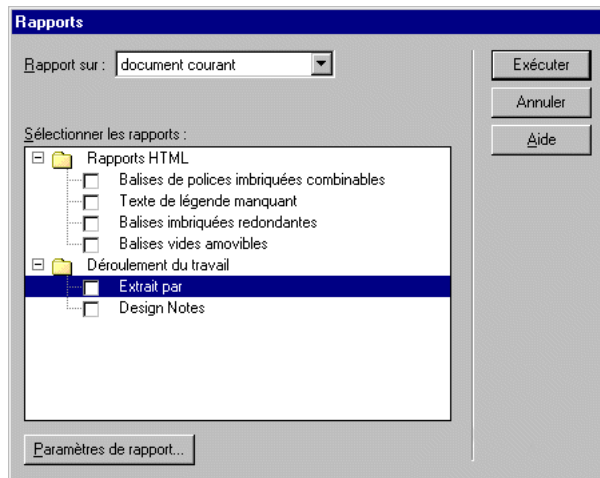 Rapports
Rapport sur : document courant
Exécuter
Annuler
Aide
Sélectionner les rapports :
Rapports HTML
Balises de polices imbriquées combinables
Texte de légende manquant
Balises imbriquées redondantes
Balises vides amovibles
Déroulement du travail
Extrait par
Design Notes
Paramètres de rapport...